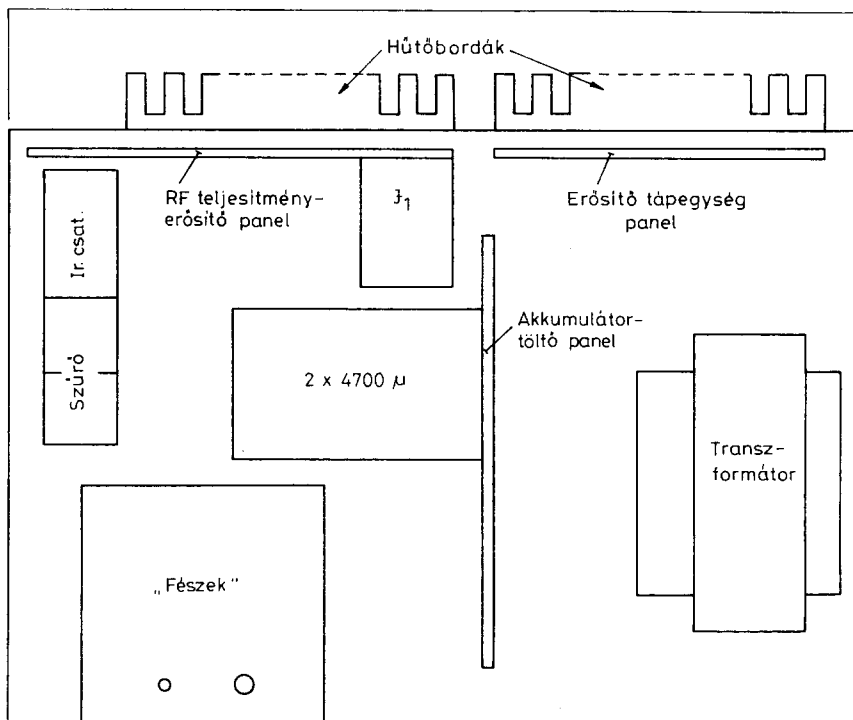 Hűtőbordák
RF teljesítmény-
erősítő panel
J1
Erősítő tápegység
panel
Ir. csat.
Szűrő
Akkumulátor-
töltő panel
2 x 4700 µ
Transz-
formátor
„Fészek"